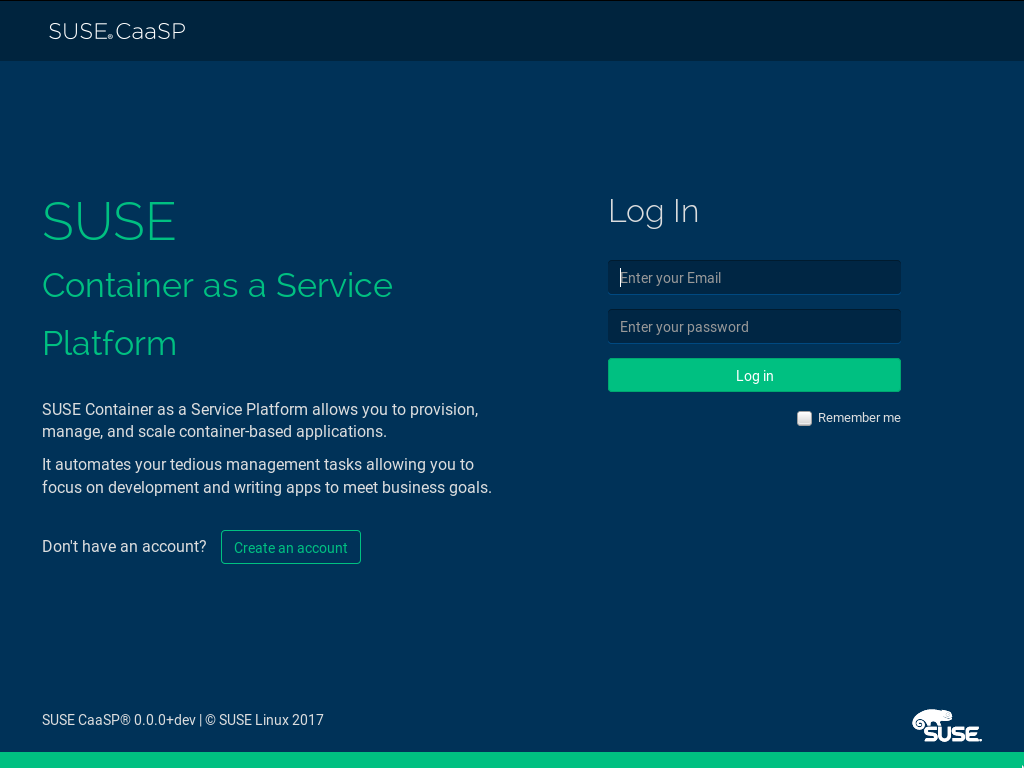 SUSE® CaaSP
SUSE
Container as a Service
Platform
SUSE Container as a Service Platform allows you to provision,
manage, and scale container-based applications.
It automates your tedious management tasks allowing you to
focus on development and writing apps to meet business goals.
Don't have an account? Create an account
Log In
Enter your Email
Enter your password
Log in
Remember me
SUSE CaaSP® 0.0.0+dev | © SUSE Linux 2017
SUSE